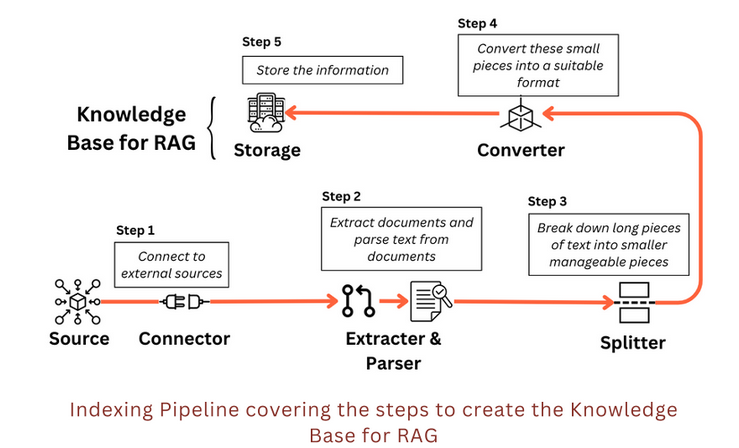 Step 4
Convert these small
pieces into a suitable
format
Step 5
Store the information
Knowledge
Base for RAG
Storage
Converter
Step 1
Connect to
external sources
Step 2
Extract documents and
parse text from
documents
Step 3
Break down long pieces
of text into smaller
manageable pieces
Source
Connector
Extracter &
Parser
Splitter
Indexing Pipeline covering the steps to create the Knowledge
Base for RAG